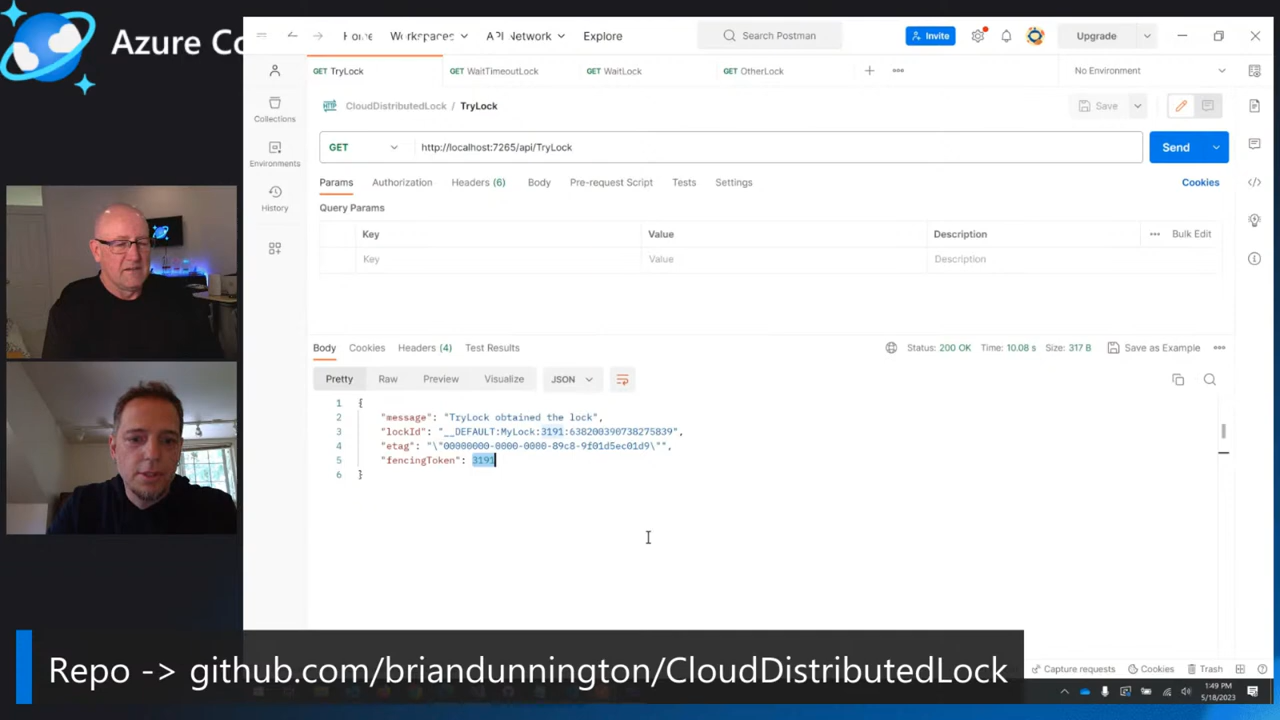 Azure Co
Home Workspaces API Network Explore
Search Postman
Invite
Upgrade
GET TryLock
GET WaitTimeoutLock
GET WaitLock
GET OtherLock
No Environment
HTTP CloudDistributedLock / TryLock
Save
Collections
Environments
History
GET
http://localhost:7265/api/TryLock
Send
Params Authorization Headers (6) Body Pre-request Script Tests Settings
Cookies
Query Params
Key Value Description Bulk Edit
Key Value Description
Body Cookies Headers (4) Test Results
Status: 200 OK Time: 10.08 s Size: 317 B Save as Example
Pretty Raw Preview Visualize JSON
1 {
2 "message": "TryLock obtained the lock",
3 "lockId": "__DEFAULT:MyLock:3191:638200390738275839",
4 "etag": "\"00000000-0000-0000-89c8-9f01d5ec01d9\"",
5 "fencingToken": 3191
6 }
Repo -> github.com/briandunnington/CloudDistributedLock
Capture requests Cookies Trash
1:49 PM
5/18/2023